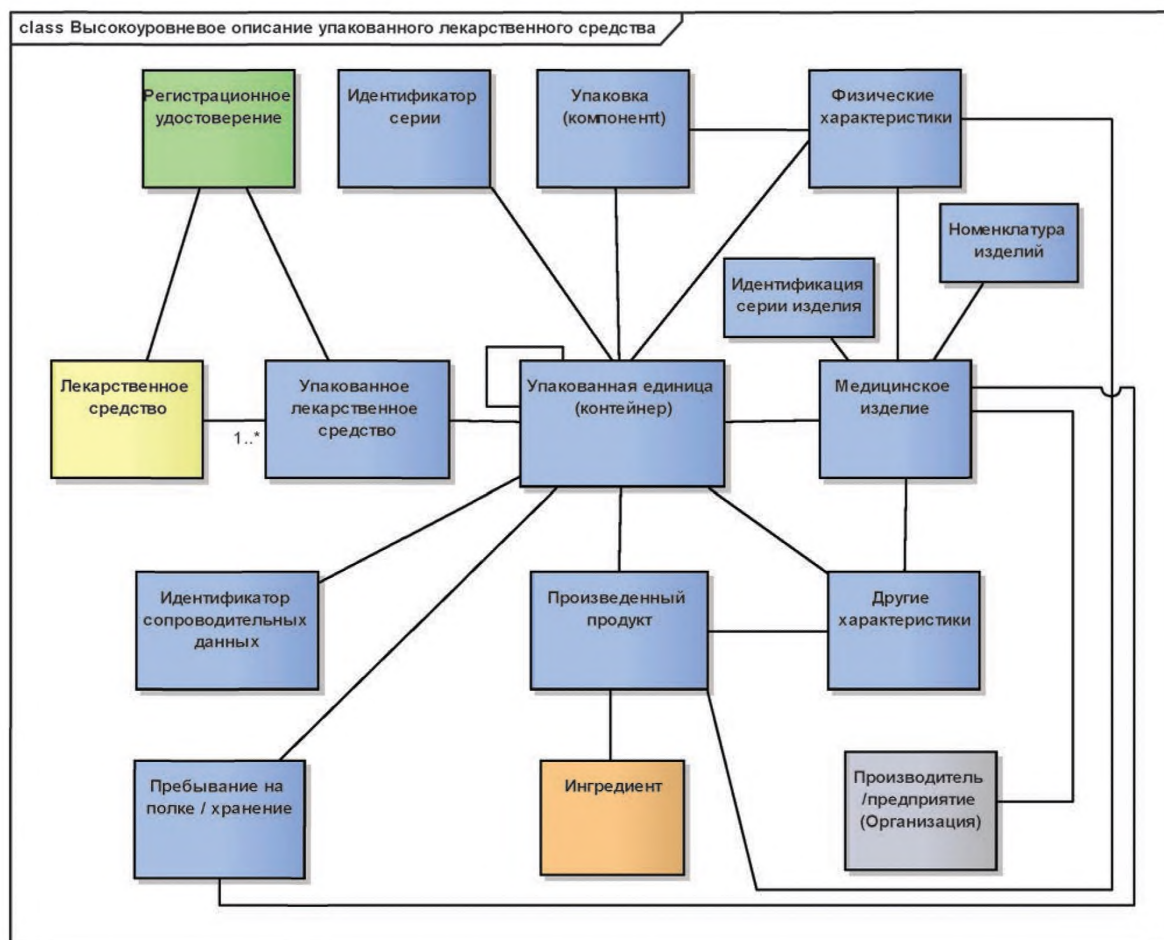 class Высокоуровневое описание упакованного лекарственного средства
Регистрационное
удостоверение
Идентификатор
серии
Упаковка
(компонентt)
Физические
характеристики
Номенклатура
изделий
Идентификация
серии изделия
Лекарственное
средство
1..*
Упакованное
лекарственное
средство
Упакованная единица
(контейнер)
Медицинское
изделие
Идентификатор
сопроводительных
данных
Произведенный
продукт
Другие
характеристики
Пребывание на
полке / хранение
Ингредиент
Производитель
/предприятие
(Организация)